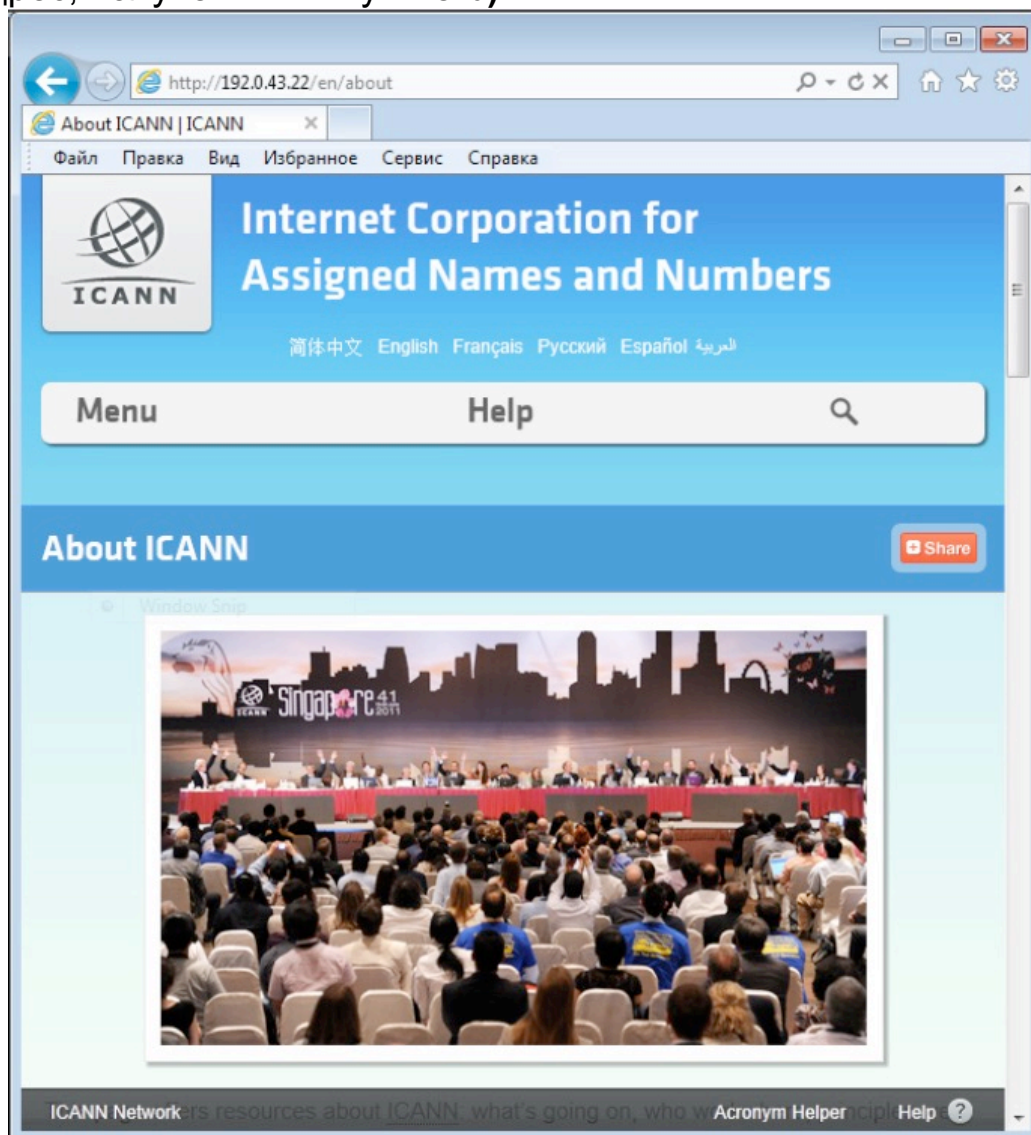 http://192.0.43.22/en/about
About ICANN | ICANN
Файл Правка Вид Избранное Сервис Справка
ICANN
Internet Corporation for
Assigned Names and Numbers
简体中文 English Français Русский Español العربية
Menu Help
About ICANN
Share
Window Snip
ICANN
Singapore 41
2011
ers resources about ICANN: what's going on, who
ICANN Network Acronym Helper Help ?